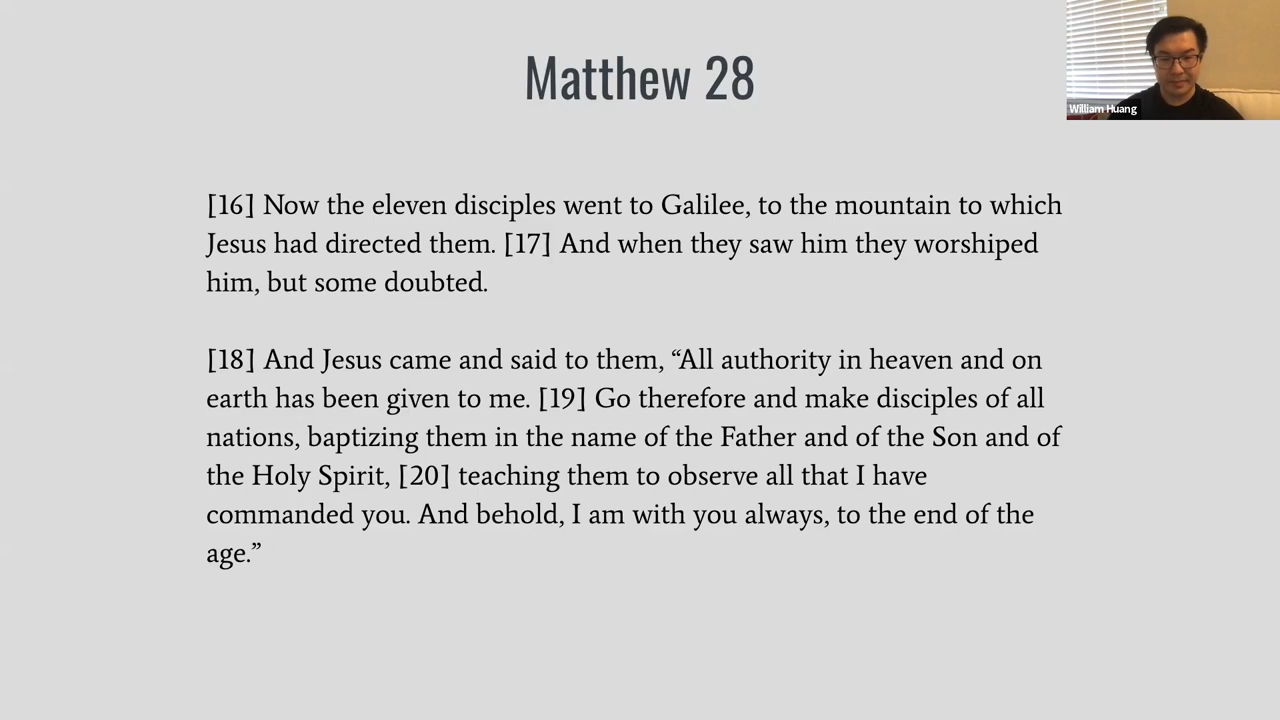 Matthew 28
William Huang
[16] Now the eleven disciples went to Galilee, to the mountain to which
Jesus had directed them. [17] And when they saw him they worshiped
him, but some doubted.
[18] And Jesus came and said to them, “All authority in heaven and on
earth has been given to me. [19] Go therefore and make disciples of all
nations, baptizing them in the name of the Father and of the Son and of
the Holy Spirit, [20] teaching them to observe all that I have
commanded you. And behold, I am with you always, to the end of the
age.”